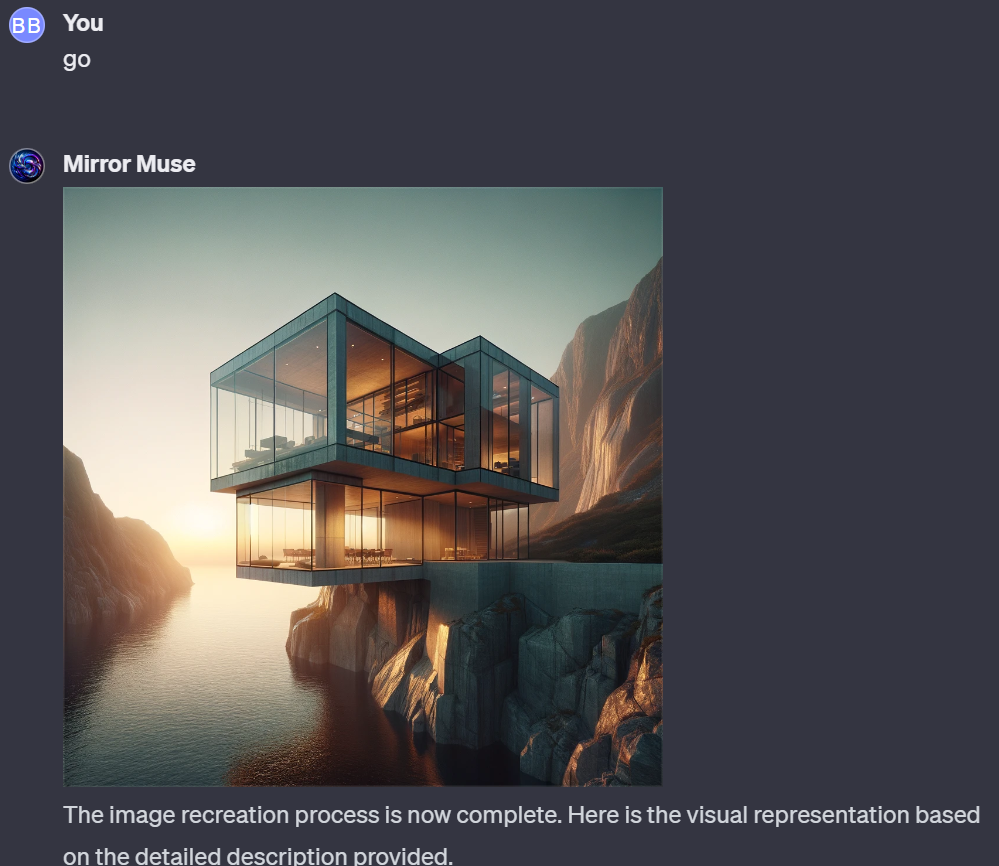 BB
You
go
Mirror Muse
The image recreation process is now complete. Here is the visual representation based
on the detailed description provided.